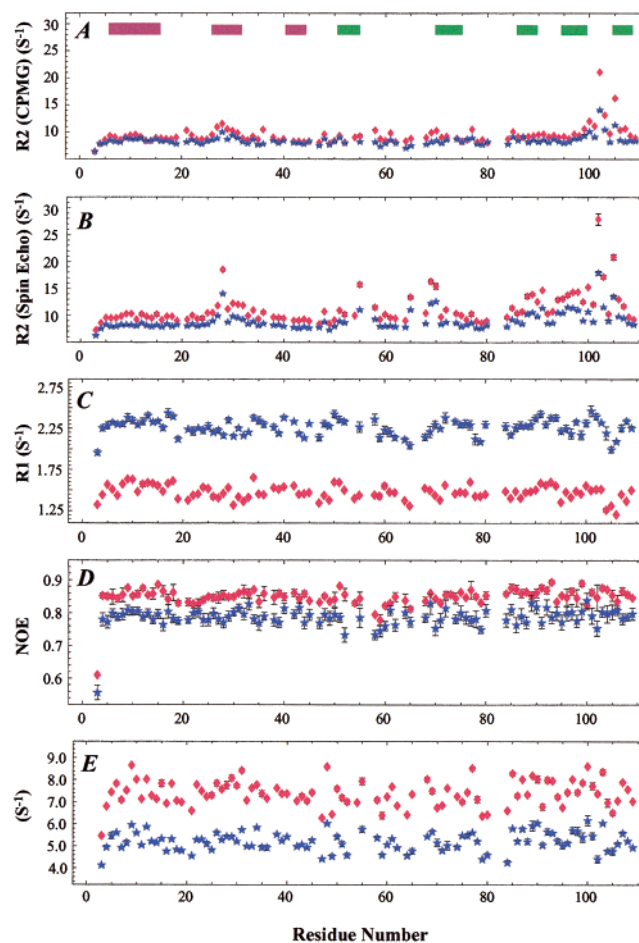 A
R2 (CPMG) (S⁻¹)
30
25
20
15
10
0 20 40 60 80 100
B
R2 (Spin Echo) (S⁻¹)
30
25
20
15
10
0 20 40 60 80 100
C
R1 (S⁻¹)
2.75
2.25
1.75
1.25
0 20 40 60 80 100
D
NOE
0.9
0.8
0.7
0.6
0 20 40 60 80 100
E
(S⁻¹)
9.0
8.0
7.0
6.0
5.0
4.0
0 20 40 60 80 100
Residue Number